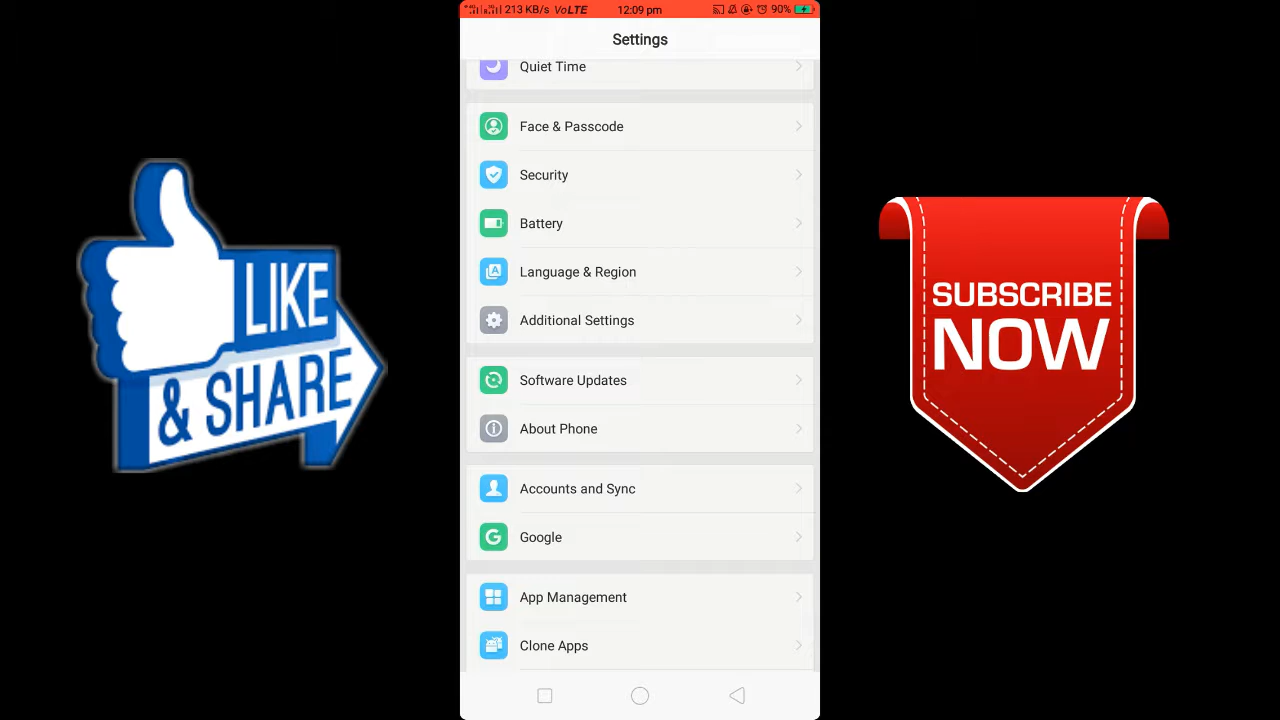 213 KB/s VoLTE 12:09 pm 90%
Settings
Quiet Time
Face & Passcode
Security
Battery
Language & Region
Additional Settings
Software Updates
About Phone
Accounts and Sync
Google
App Management
Clone Apps
LIKE
& SHARE
SUBSCRIBE
NOW